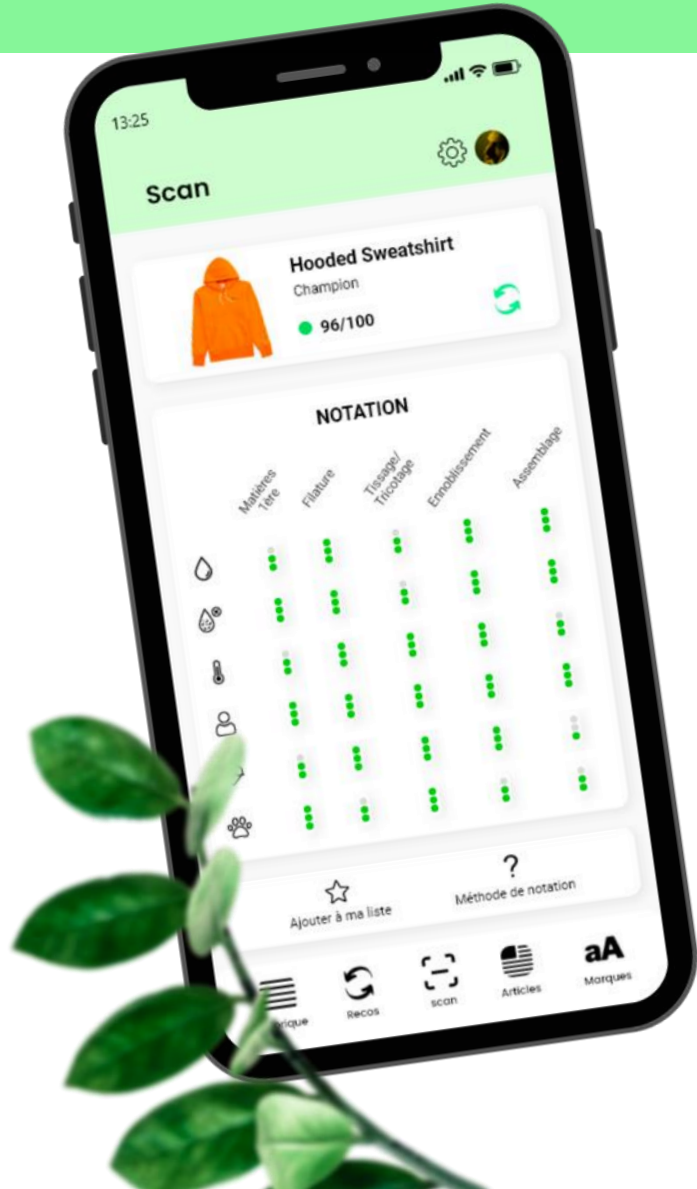 13:25
Scan
Hooded Sweatshirt
Champion
96/100
NOTATION
Matières
1ère
Filature
Tissage/
Tricotage
Ennoblissement
Assemblage
?
Ajouter à ma liste
Méthode de notation
aA
Recos
scan
Articles
Marques